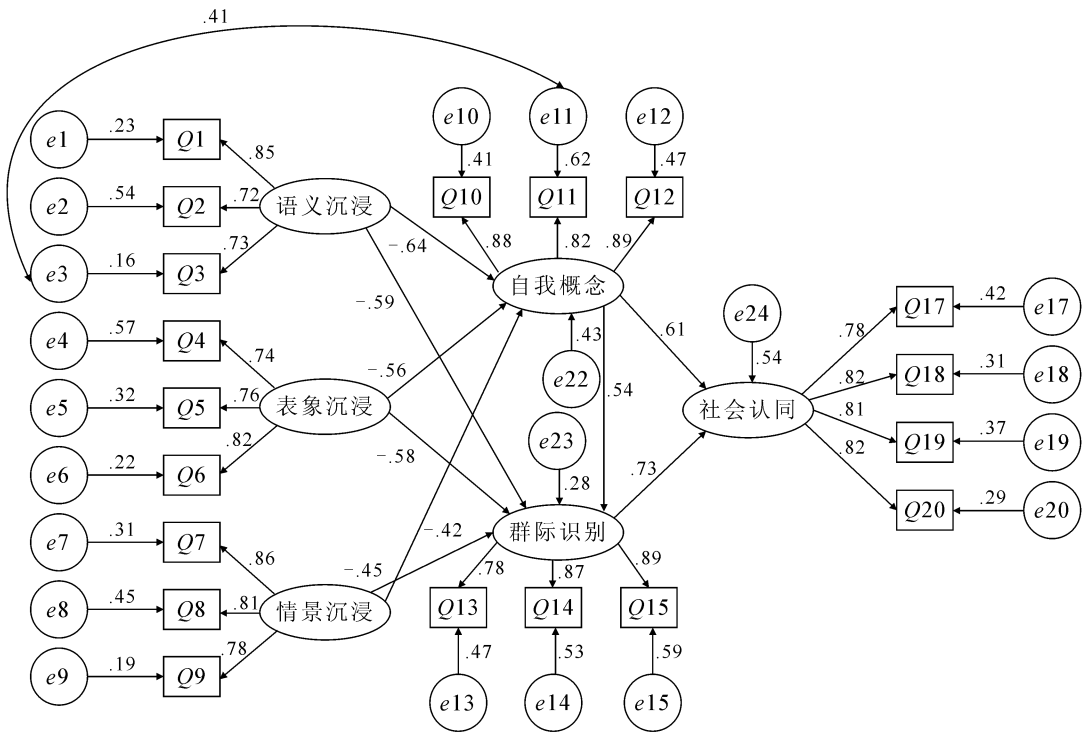 .41
e10 e11 e12
e1 .23 Q1 .85
.41 .62 .47
Q10 Q11 Q12
e2 .54 Q2 .72 语义沉浸
.88 .82 .89
e3 .16 Q3 .73
-.64
自我概念
-.59
e4 .57 Q4 .74
-.56
.43
e22
.61
e24
.54
Q17 .42 e17
.78
Q18 .31 e18
.82
e5 .32 Q5 .76 表象沉浸
.54
社会认同
.81
Q19 .37 e19
.82
e6 .22 Q6 .82
-.58
e23
.28
.73
Q20 .29 e20
e7 .31 Q7 .86
-.42
群际识别
-.45
.78 .87 .89
e8 .45 Q8 .81 情景沉浸
Q13 Q14 Q15
e9 .19 Q9 .78
.47 .53 .59
e13 e14 e15